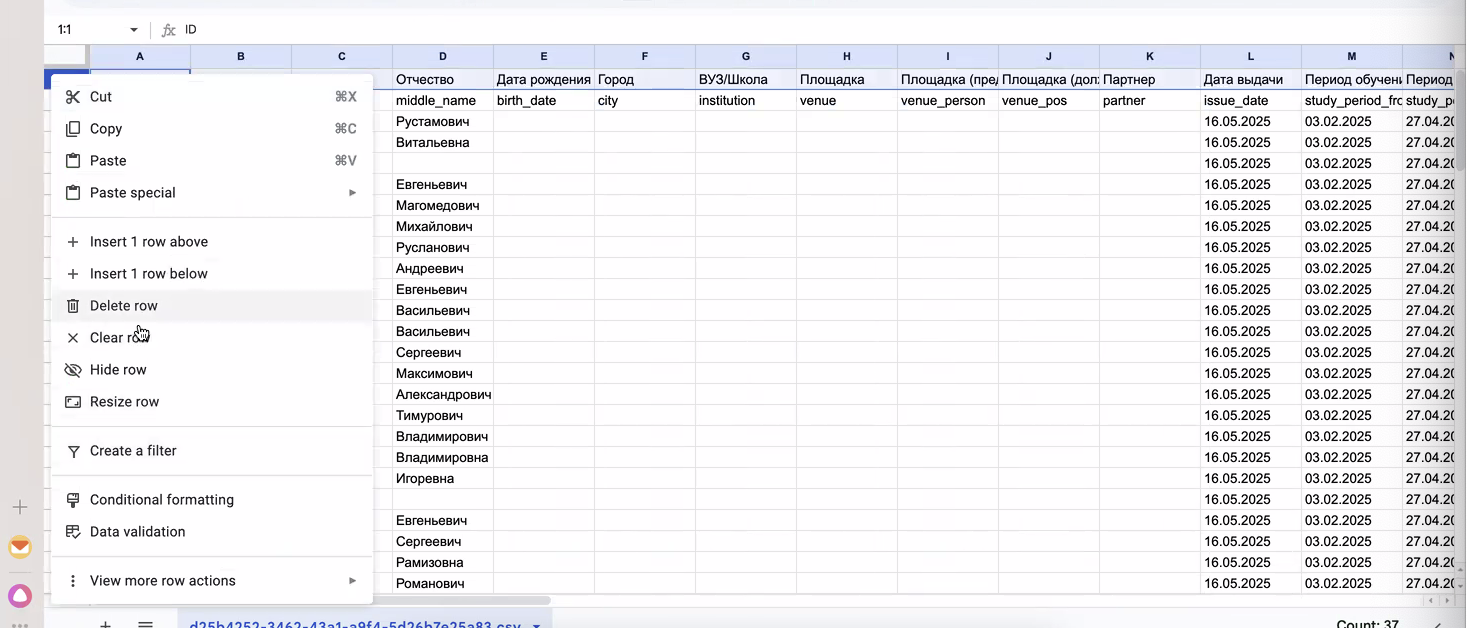 1:1 fx ID
A B C D E F G H I J K L M N
Отчество Дата рождения Город ВУЗ/Школа Площадка Площадка (пред Площадка (дол: Партнер Дата выдачи Период обучени Период
middle_name birth_date city institution venue venue_person venue_pos partner issue_date study_period_frc study_pe
Рустамович 16.05.2025 03.02.2025 27.04.20
Витальевна 16.05.2025 03.02.2025 27.04.20
16.05.2025 03.02.2025 27.04.20
Евгеньевич 16.05.2025 03.02.2025 27.04.20
Магомедович 16.05.2025 03.02.2025 27.04.20
Михайлович 16.05.2025 03.02.2025 27.04.20
Русланович 16.05.2025 03.02.2025 27.04.20
Андреевич 16.05.2025 03.02.2025 27.04.20
Евгеньевич 16.05.2025 03.02.2025 27.04.20
Васильевич 16.05.2025 03.02.2025 27.04.20
Васильевич 16.05.2025 03.02.2025 27.04.20
Сергеевич 16.05.2025 03.02.2025 27.04.20
Максимович 16.05.2025 03.02.2025 27.04.20
Александрович 16.05.2025 03.02.2025 27.04.20
Тимурович 16.05.2025 03.02.2025 27.04.20
Владимирович 16.05.2025 03.02.2025 27.04.20
Владимировна 16.05.2025 03.02.2025 27.04.20
Игоревна 16.05.2025 03.02.2025 27.04.20
16.05.2025 03.02.2025 27.04.20
Евгеньевич 16.05.2025 03.02.2025 27.04.20
Сергеевич 16.05.2025 03.02.2025 27.04.20
Рамизовна 16.05.2025 03.02.2025 27.04.20
Романович 16.05.2025 03.02.2025 27.04.20
Cut ⌘X
Copy ⌘C
Paste ⌘V
Paste special
Insert 1 row above
Insert 1 row below
Delete row
Clear row
Hide row
Resize row
Create a filter
Conditional formatting
Data validation
View more row actions
d25b4252-3462-43a1-a9f4-5d26b7e25a83.csv
Count: 37